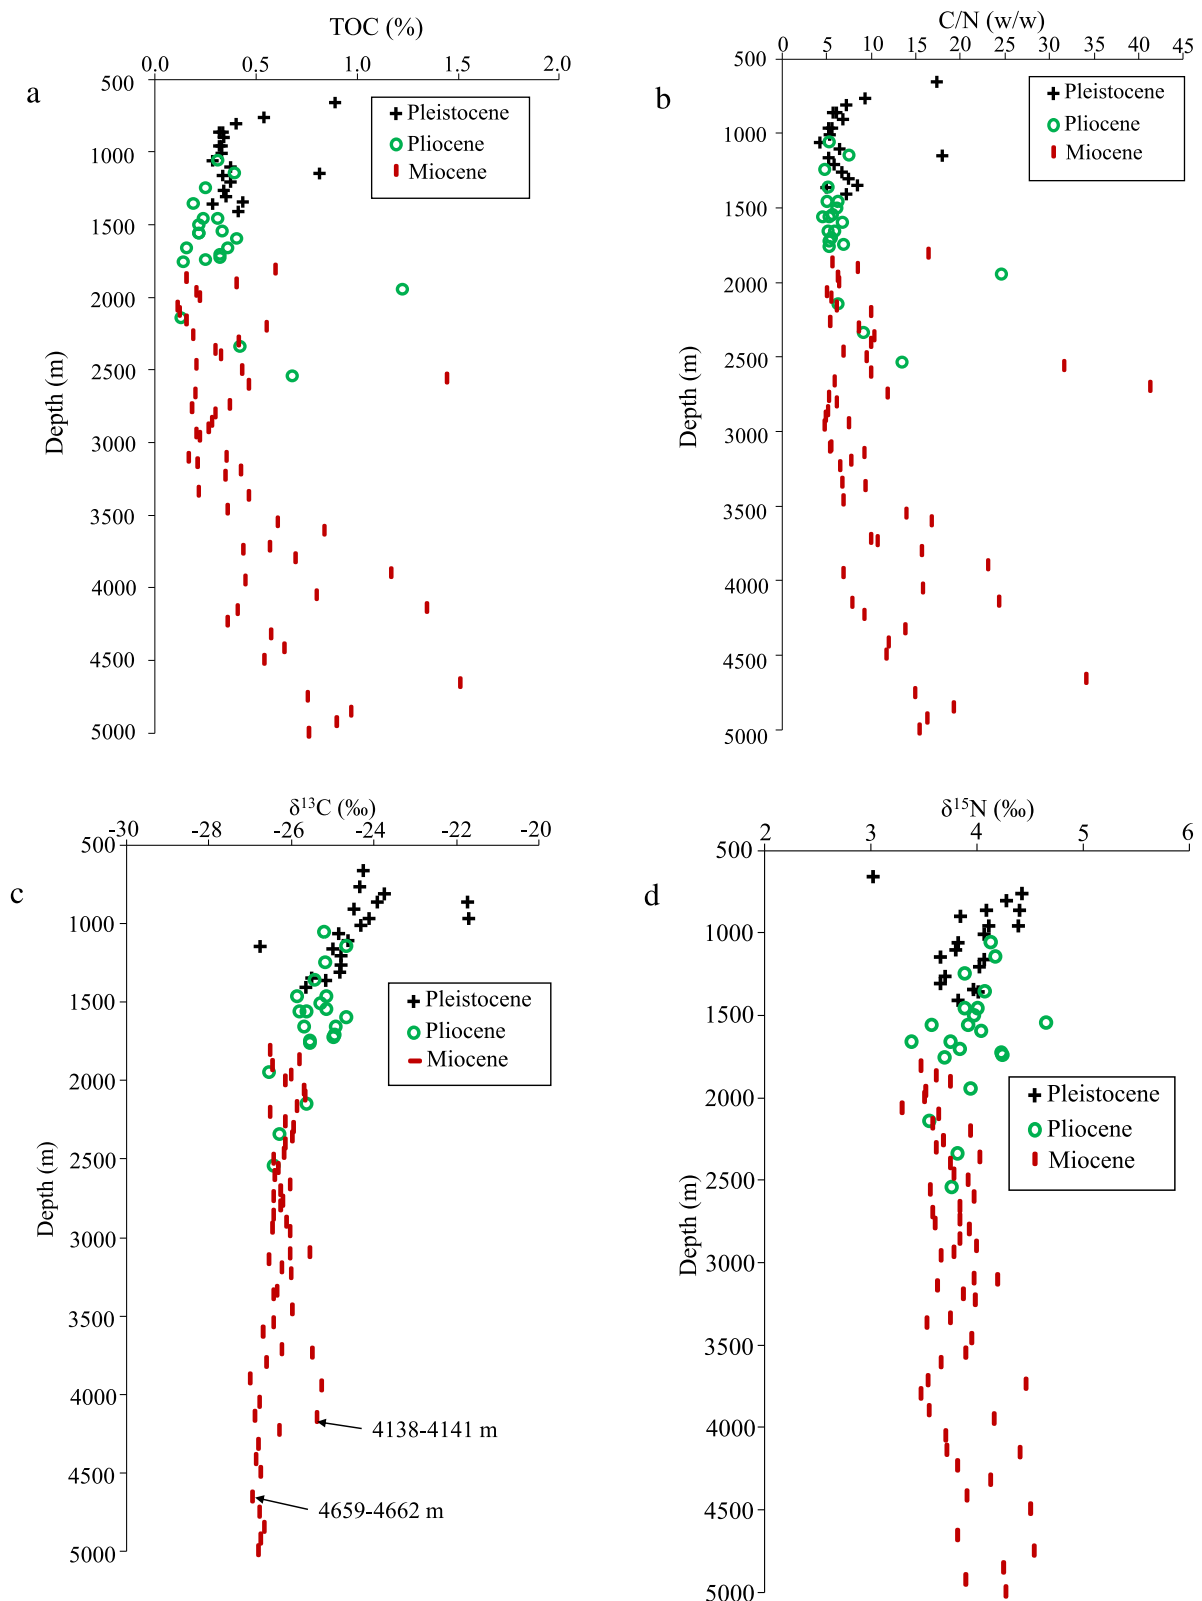 TOC (%)
0.0 0.5 1.0 1.5 2.0
a
500
1000
1500
2000
2500
3000
3500
4000
4500
5000
Depth (m)
Pleistocene
Pliocene
Miocene
C/N (w/w)
0 5 10 15 20 25 30 35 40 45
b
500
1000
1500
2000
2500
3000
3500
4000
4500
5000
Depth (m)
Pleistocene
Pliocene
Miocene
δ¹³C (‰)
-30 -28 -26 -24 -22 -20
c
500
1000
1500
2000
2500
3000
3500
4000
4500
5000
Depth (m)
Pleistocene
Pliocene
Miocene
4138-4141 m
4659-4662 m
δ¹⁵N (‰)
2 3 4 5 6
d
500
1000
1500
2000
2500
3000
3500
4000
4500
5000
Depth (m)
Pleistocene
Pliocene
Miocene